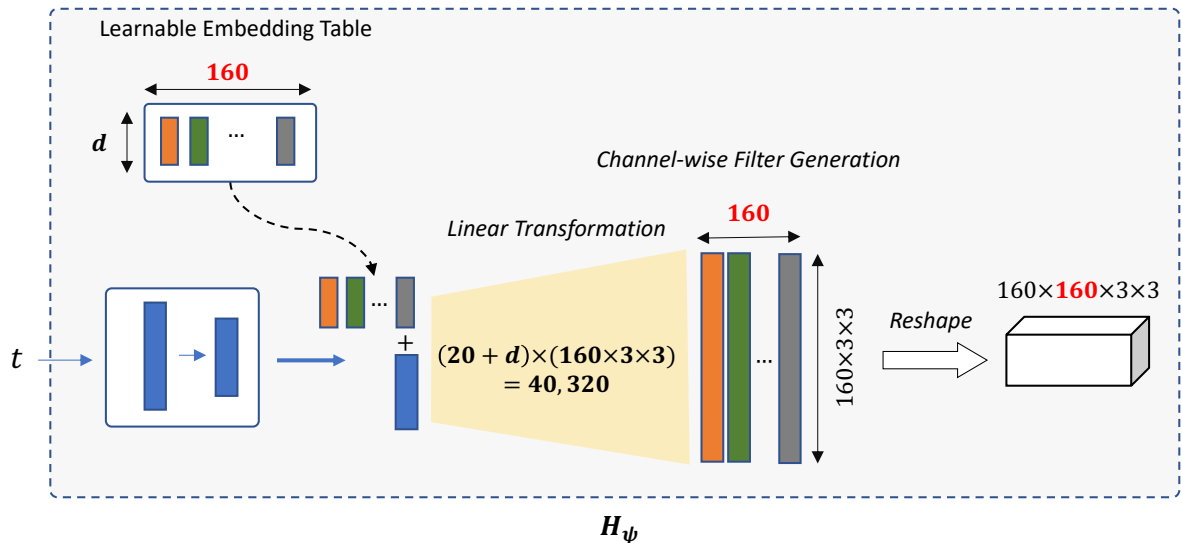 Learnable Embedding Table
160
d
...
Channel-wise Filter Generation
160
Linear Transformation
...
+
t
(20 + d)×(160×3×3)
= 40, 320
...
160×3×3
Reshape
160×160×3×3
H_ψ